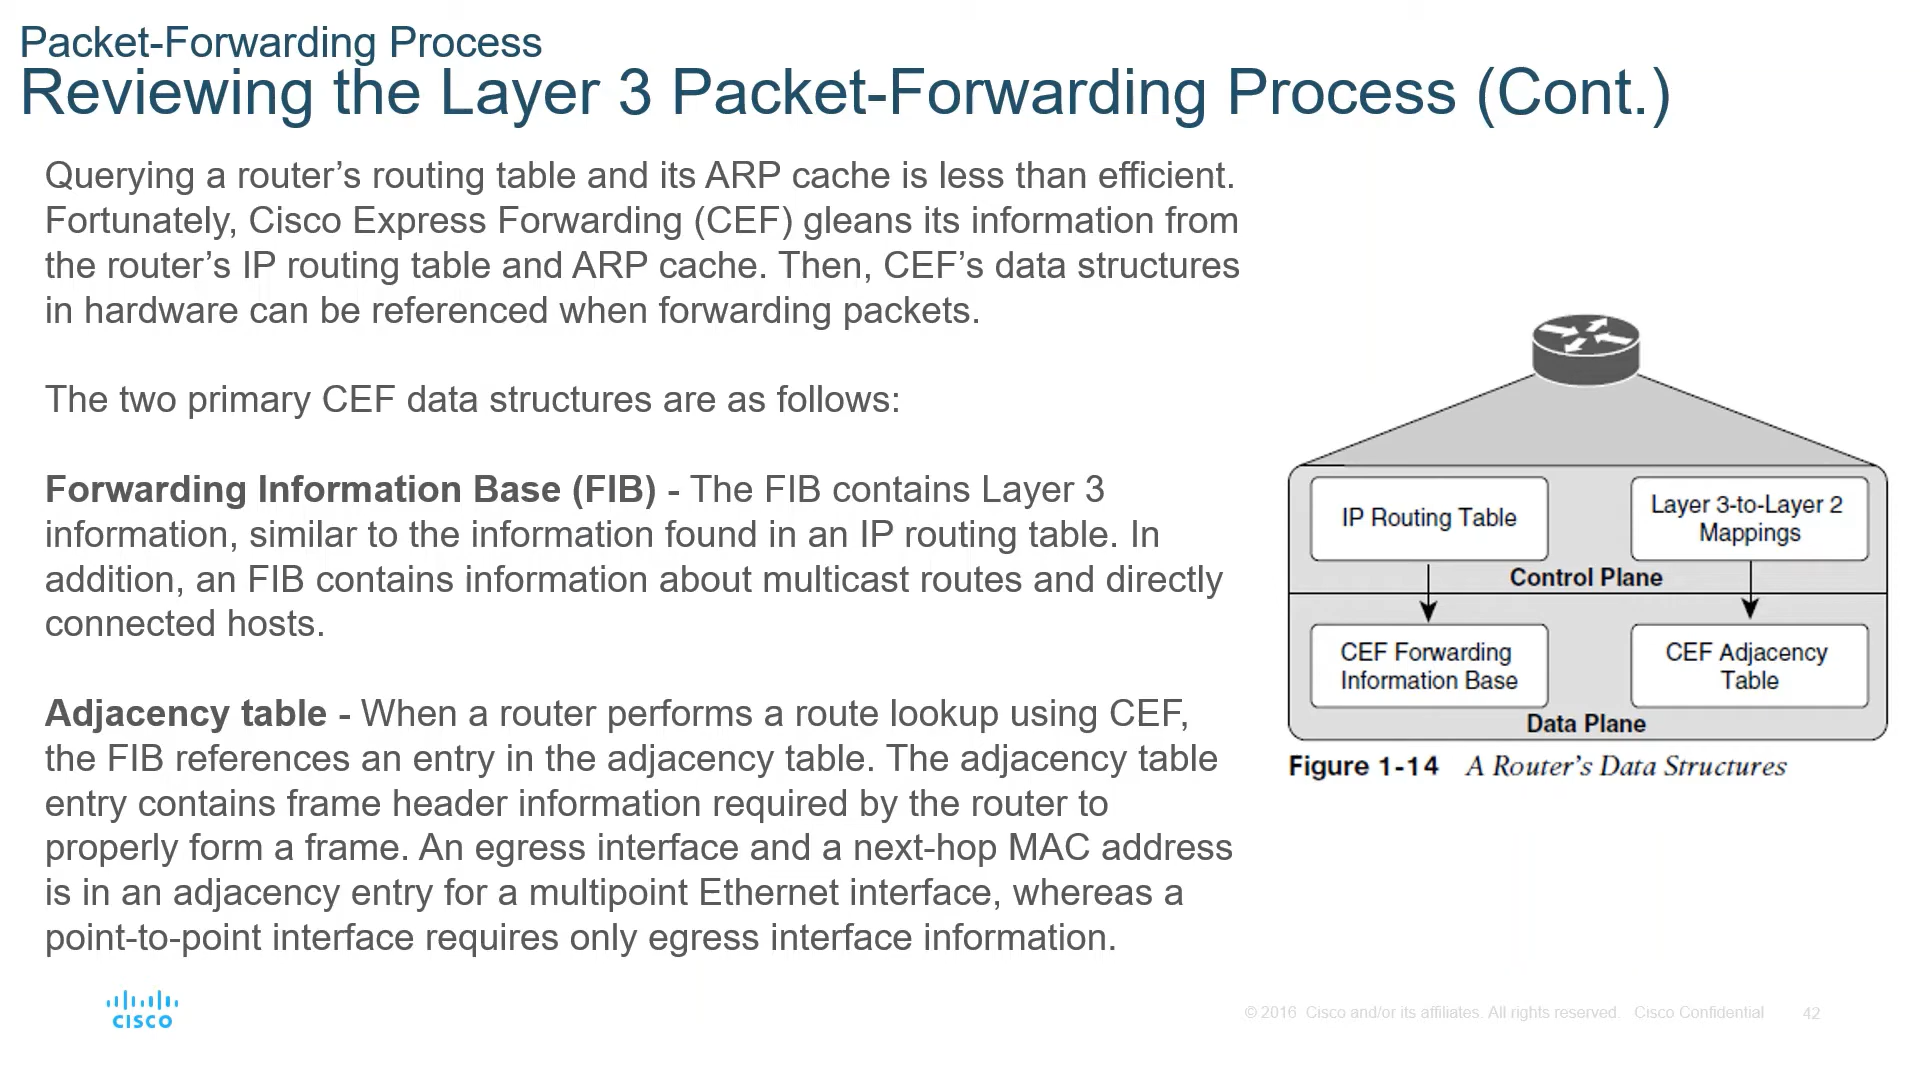 Packet-Forwarding Process
Reviewing the Layer 3 Packet-Forwarding Process (Cont.)
Querying a router’s routing table and its ARP cache is less than efficient.
Fortunately, Cisco Express Forwarding (CEF) gleans its information from
the router’s IP routing table and ARP cache. Then, CEF’s data structures
in hardware can be referenced when forwarding packets.
The two primary CEF data structures are as follows:
Forwarding Information Base (FIB) - The FIB contains Layer 3
information, similar to the information found in an IP routing table. In
addition, an FIB contains information about multicast routes and directly
connected hosts.
Adjacency table - When a router performs a route lookup using CEF,
the FIB references an entry in the adjacency table. The adjacency table
entry contains frame header information required by the router to
properly form a frame. An egress interface and a next-hop MAC address
is in an adjacency entry for a multipoint Ethernet interface, whereas a
point-to-point interface requires only egress interface information.
IP Routing Table
Layer 3-to-Layer 2
Mappings
Control Plane
CEF Forwarding
Information Base
CEF Adjacency
Table
Data Plane
Figure 1-14 A Router’s Data Structures
CISCO
© 2016 Cisco and/or its affiliates. All rights reserved. Cisco Confidential 42